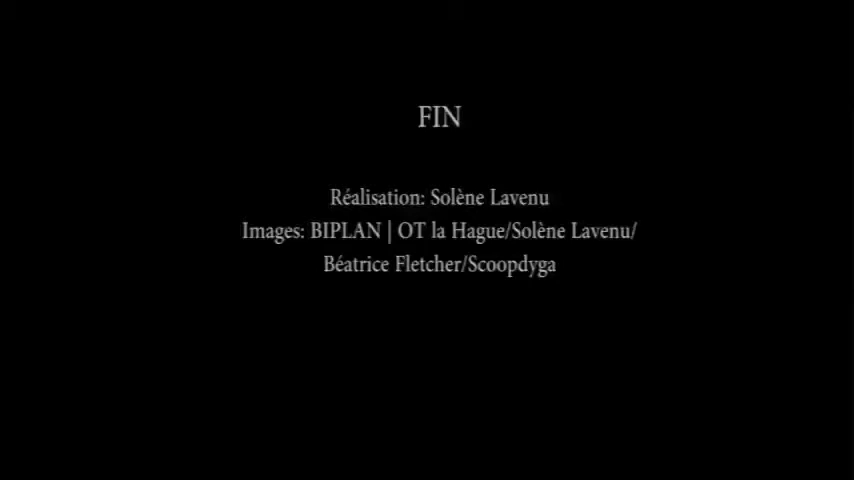 FIN
Réalisation: Solène Lavenu
Images: BIPLAN | OT la Hague/Solène Lavenu/
Béatrice Fletcher/Scoopdyga